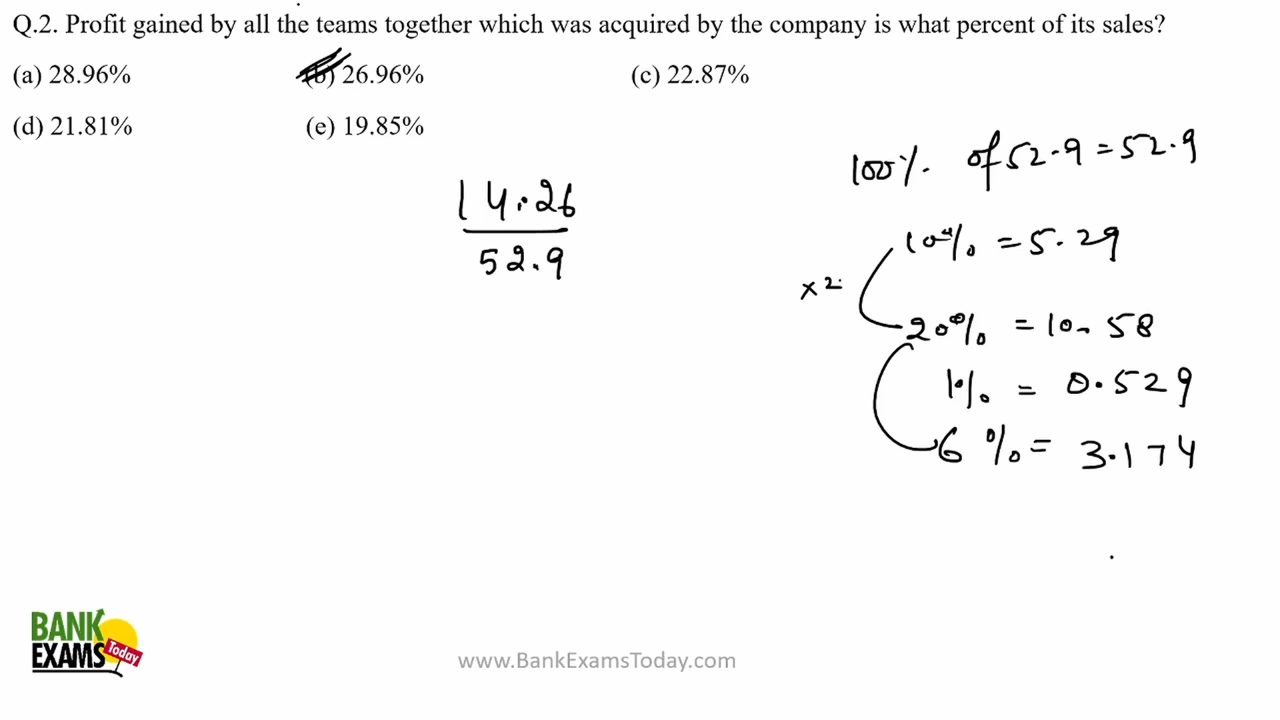 Q.2. Profit gained by all the teams together which was acquired by the company is what percent of its sales?
(a) 28.96% (b) 26.96% (c) 22.87%
(d) 21.81% (e) 19.85%
100% of 52.9 = 52.9
14.26
52.9
10% = 5.29
×2
20% = 10.58
1% = 0.529
6% = 3.174
BANK
EXAMS
Today
www.BankExamsToday.com